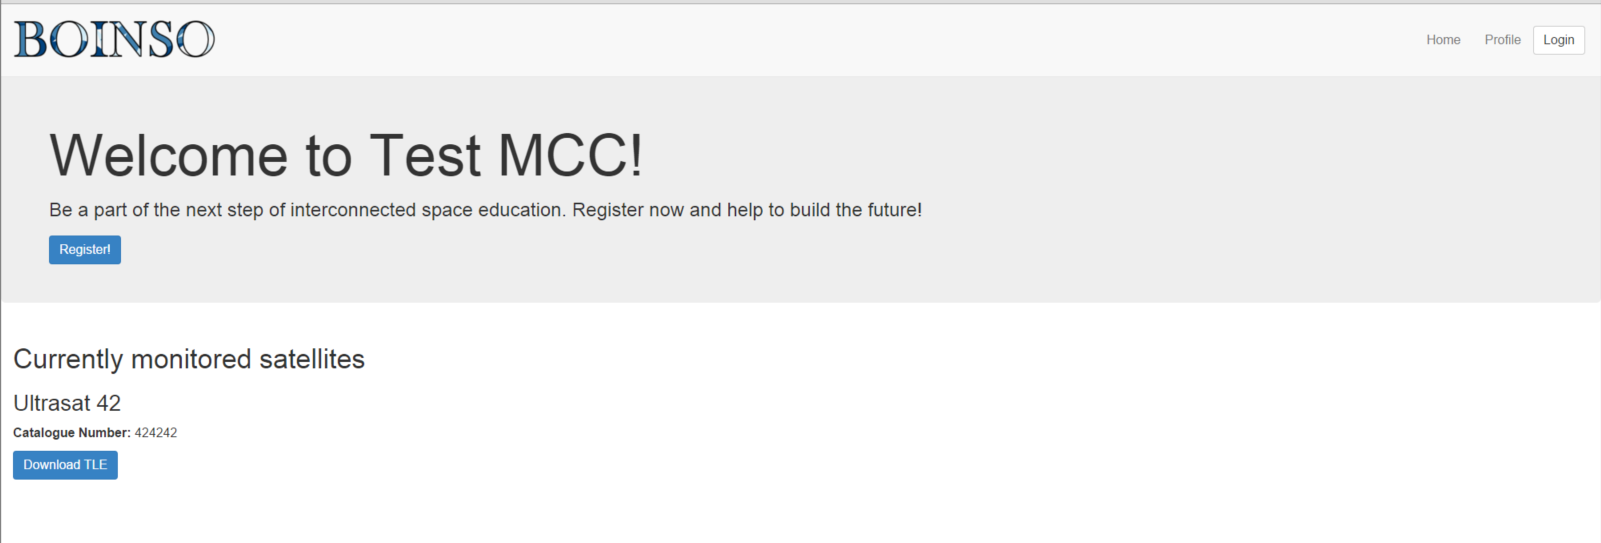 BOINSO
Home Profile Login
Welcome to Test MCC!
Be a part of the next step of interconnected space education. Register now and help to build the future!
Register!
Currently monitored satellites
Ultrasat 42
Catalogue Number: 424242
Download TLE